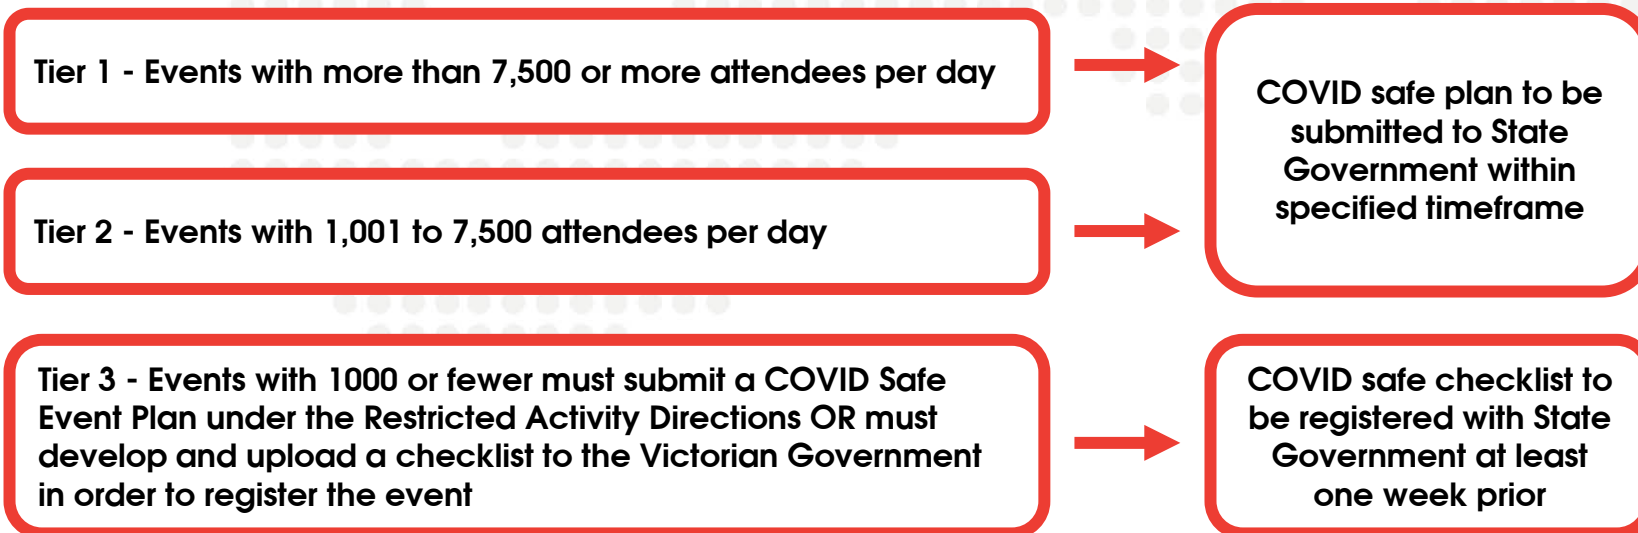 Tier 1 - Events with more than 7,500 or more attendees per day
COVID safe plan to be
submitted to State
Government within
specified timeframe
Tier 2 - Events with 1,001 to 7,500 attendees per day
Tier 3 - Events with 1000 or fewer must submit a COVID Safe
Event Plan under the Restricted Activity Directions OR must
develop and upload a checklist to the Victorian Government
in order to register the event
COVID safe checklist to
be registered with State
Government at least
one week prior